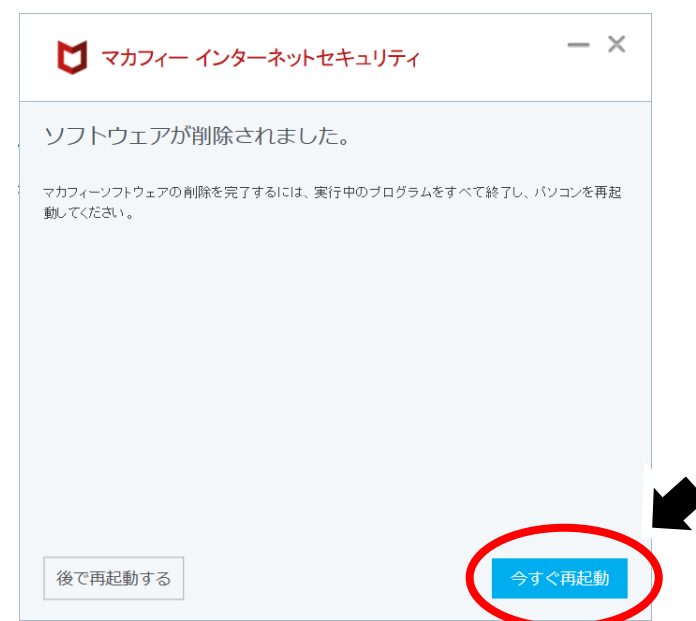 マカフィー インターネットセキュリティ
ソフトウェアが削除されました。
マカフィーソフトウェアの削除を完了するには、実行中のプログラムをすべて終了し、パソコンを再起
動してください。
後で再起動する
今すぐ再起動